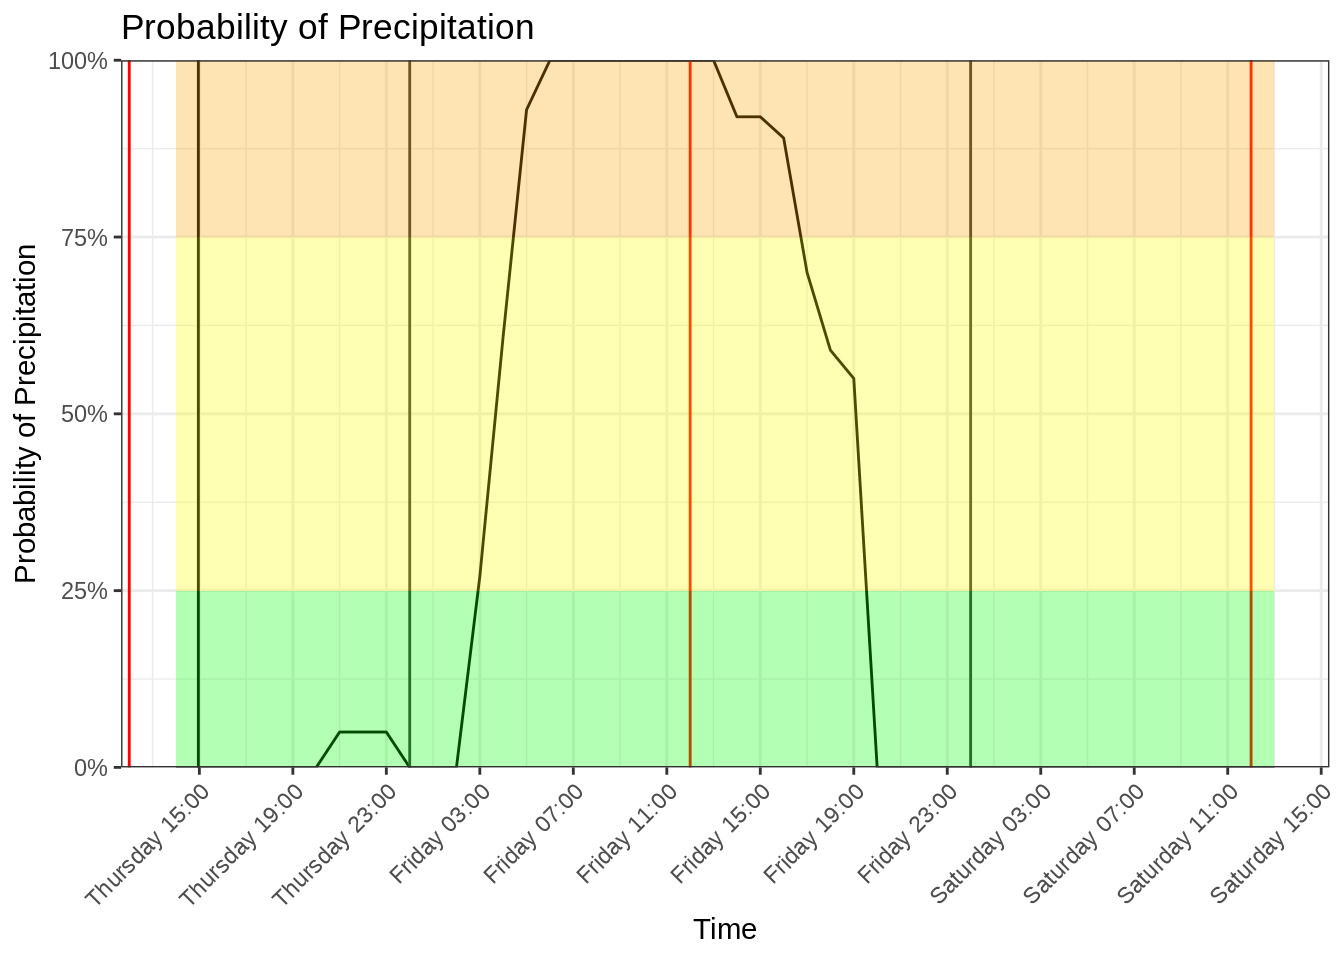 Probability of Precipitation
Probability of Precipitation
100%
75%
50%
25%
0%
Thursday 15:00
Thursday 19:00
Thursday 23:00
Friday 03:00
Friday 07:00
Friday 11:00
Friday 15:00
Friday 19:00
Friday 23:00
Saturday 03:00
Saturday 07:00
Saturday 11:00
Saturday 15:00
Time